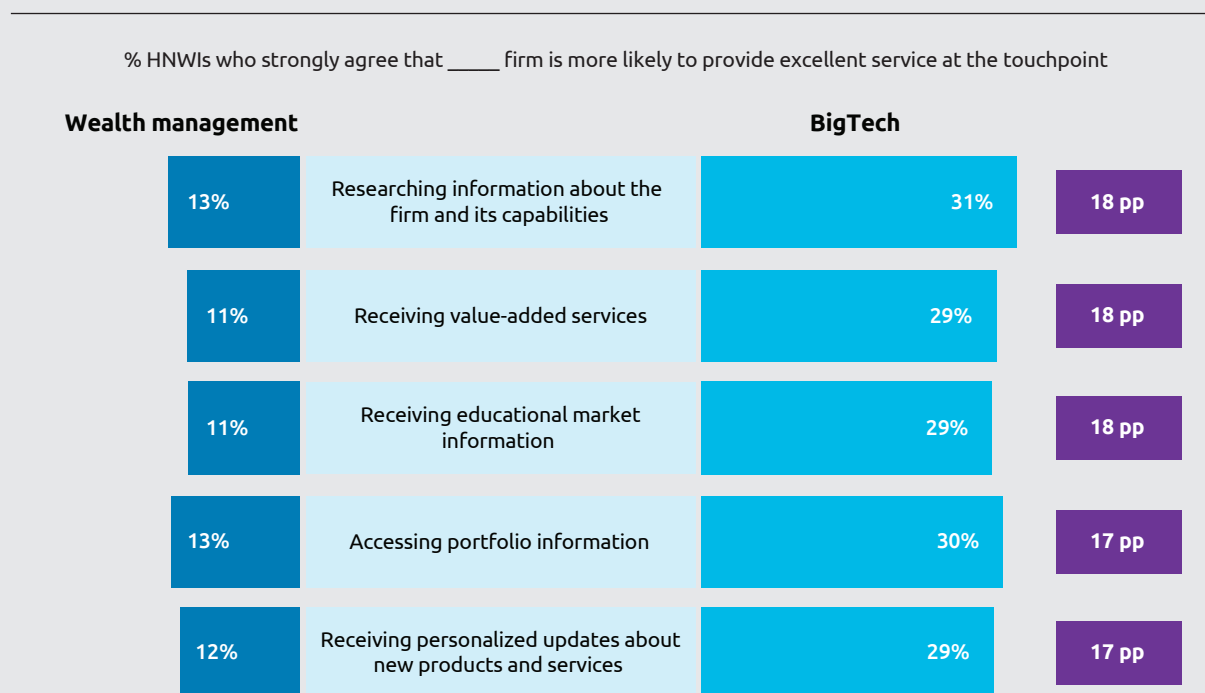 % HNWIs who strongly agree that _____ firm is more likely to provide excellent service at the touchpoint
Wealth management
BigTech
13%
Researching information about the
firm and its capabilities
31%
18 pp
11%
Receiving value-added services
29%
18 pp
11%
Receiving educational market
information
29%
18 pp
13%
Accessing portfolio information
30%
17 pp
12%
Receiving personalized updates about
new products and services
29%
17 pp